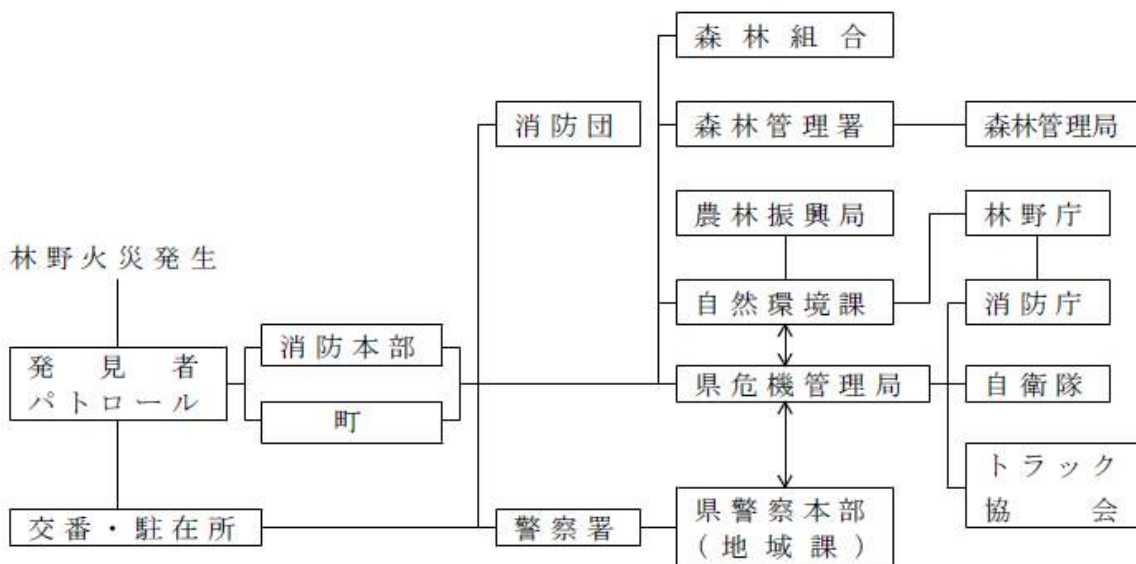 森林組合
消防団
森林管理署
森林管理局
農林振興局
林野庁
林野火災発生
自然環境課
消防庁
消防本部
発見者
パトロール
県危機管理局
自衛隊
町
トラック
協会
交番・駐在所
警察署
県警察本部
(地域課)